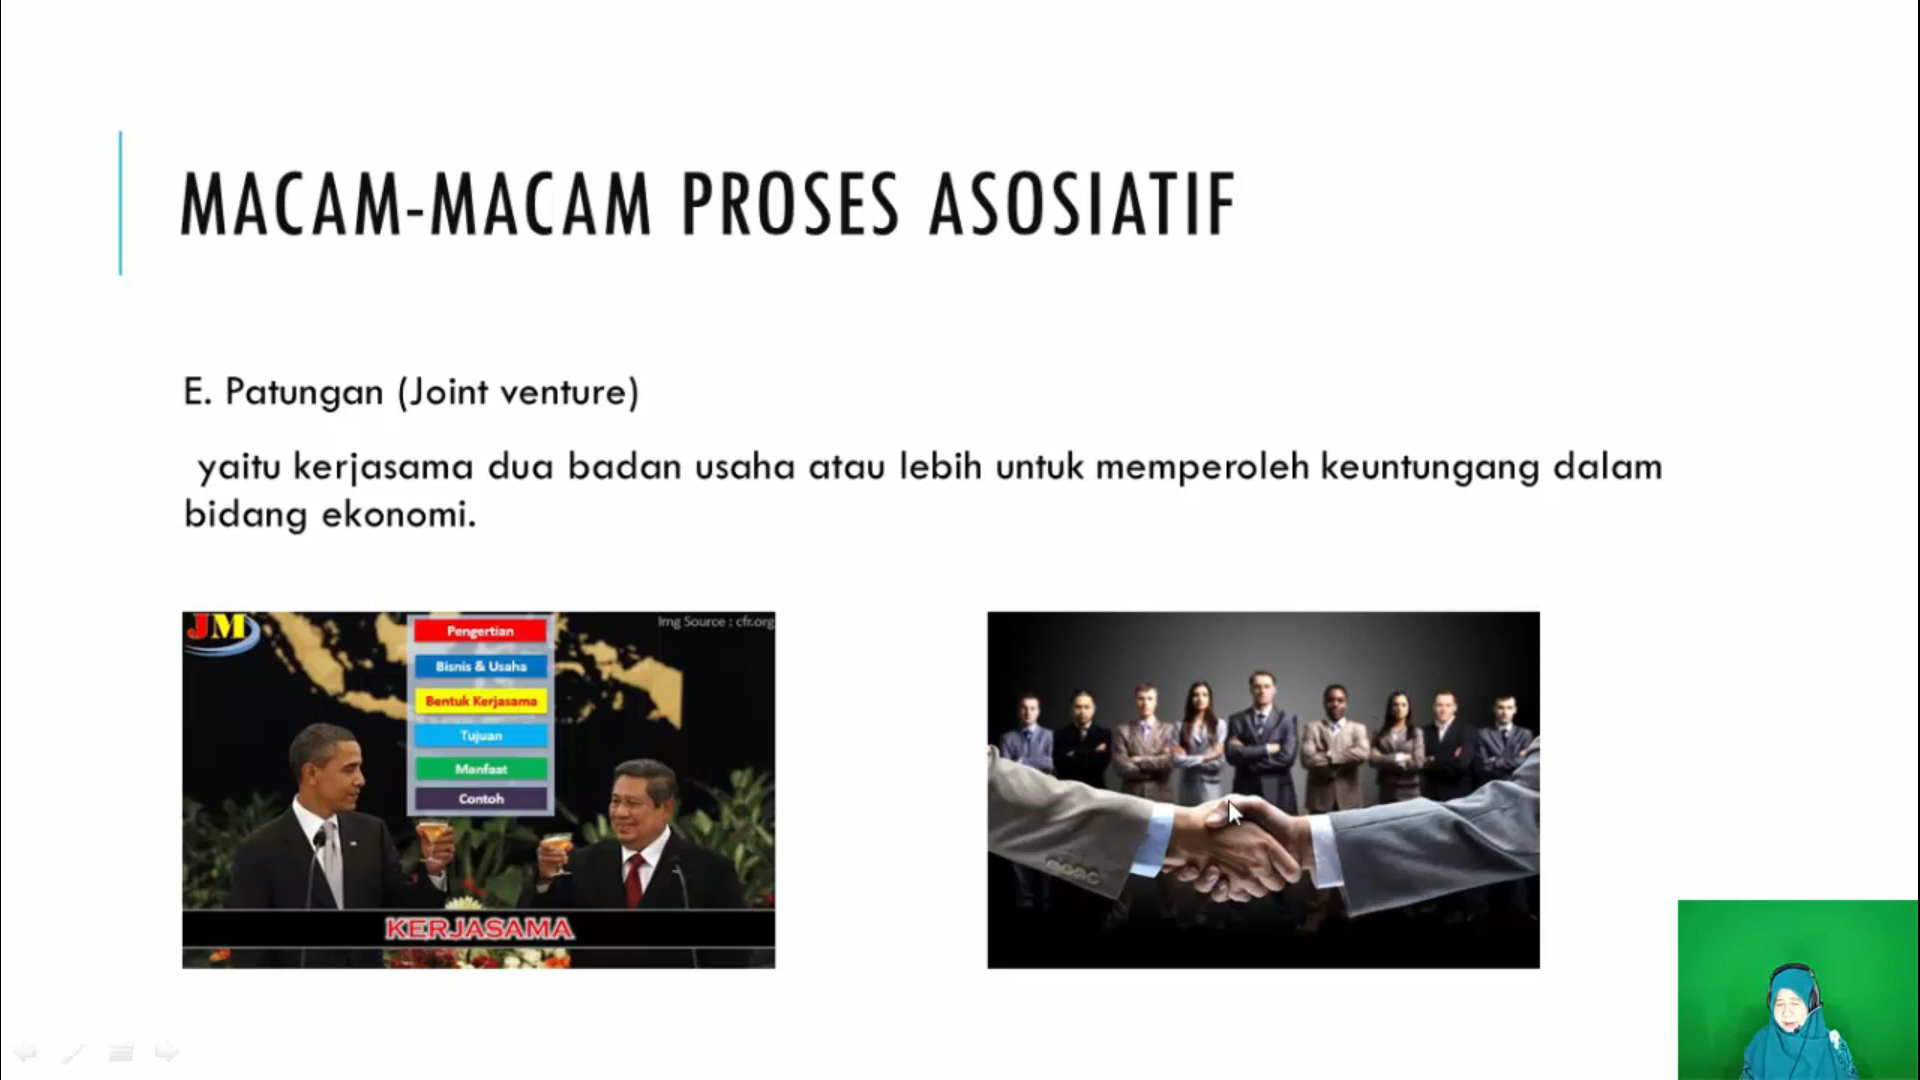 MACAM-MACAM PROSES ASOSIATIF
E. Patungan (Joint venture)
yaitu kerjasama dua badan usaha atau lebih untuk memperoleh keuntungang dalam
bidang ekonomi.
JM
Img Source : cfr.org
Pengertian
Bisnis & Usaha
Bentuk Kerjasama
Tujuan
Manfaat
Contoh
KERJASAMA